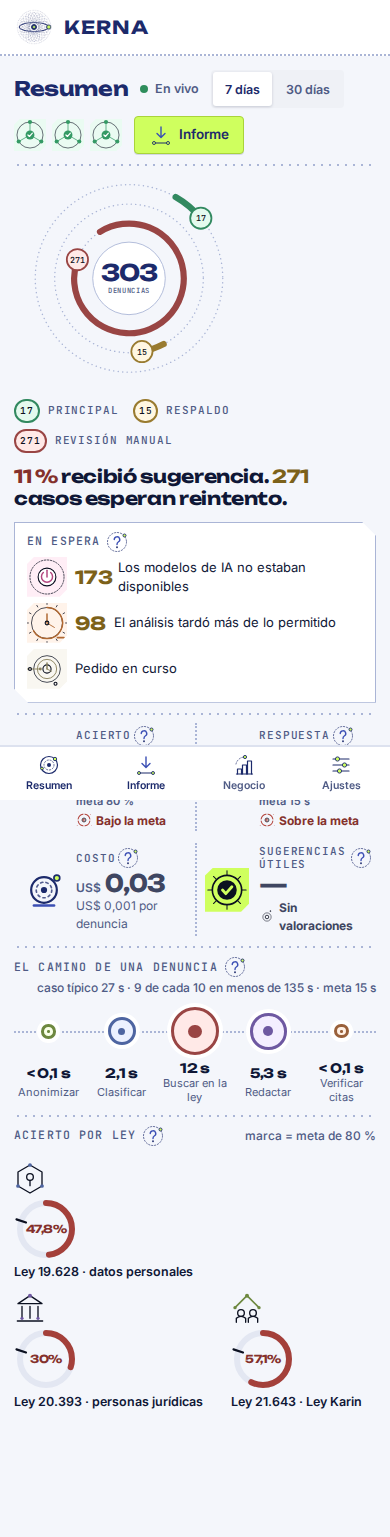 KERNA
Resumen
En vivo
7 días
30 días
Informe
17
271
303
DENUNCIAS
15
17 PRINCIPAL 15 RESPALDO
271 REVISIÓN MANUAL
11 % recibió sugerencia. 271
casos esperan reintento.
EN ESPERA ?
173 Los modelos de IA no estaban
disponibles
98 El análisis tardó más de lo permitido
Pedido en curso
ACIERTO ?
RESPUESTA ?
Resumen
Informe
Negocio
Ajustes
meta 80 %
meta 15 s
Bajo la meta
Sobre la meta
COSTO ?
US$ 0,03
US$ 0,001 por
denuncia
SUGERENCIAS
ÚTILES ?
—
Sin
valoraciones
EL CAMINO DE UNA DENUNCIA ?
caso típico 27 s · 9 de cada 10 en menos de 135 s · meta 15 s
<0,1 s
Anonimizar
2,1 s
Clasificar
12 s
Buscar en la
ley
5,3 s
Redactar
<0,1 s
Verificar
citas
ACIERTO POR LEY ?
marca = meta de 80 %
47,8%
Ley 19.628 · datos personales
30%
Ley 20.393 · personas jurídicas
57,1%
Ley 21.643 · Ley Karin